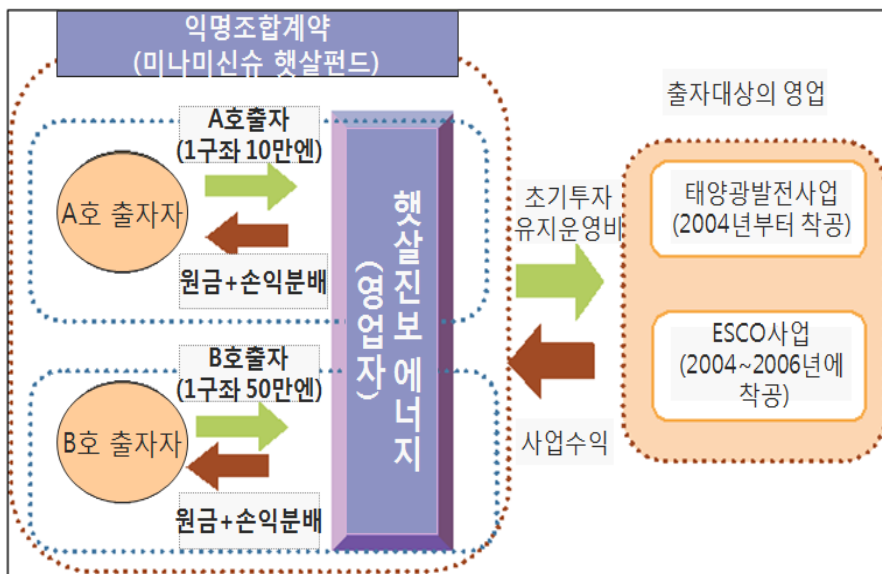 익명조합계약
(미나미신슈 햇살펀드)
출자대상의 영업
A호출자
(1구좌 10만엔)
A호 출자자
원금+손익분배
B호출자
(1구좌 50만엔)
B호 출자자
원금+손익분배
햇살진보 에너지
(영업자)
초기투자
유지운영비
사업수익
태양광발전사업
(2004년부터 착공)
ESCO사업
(2004~2006년에
착공)